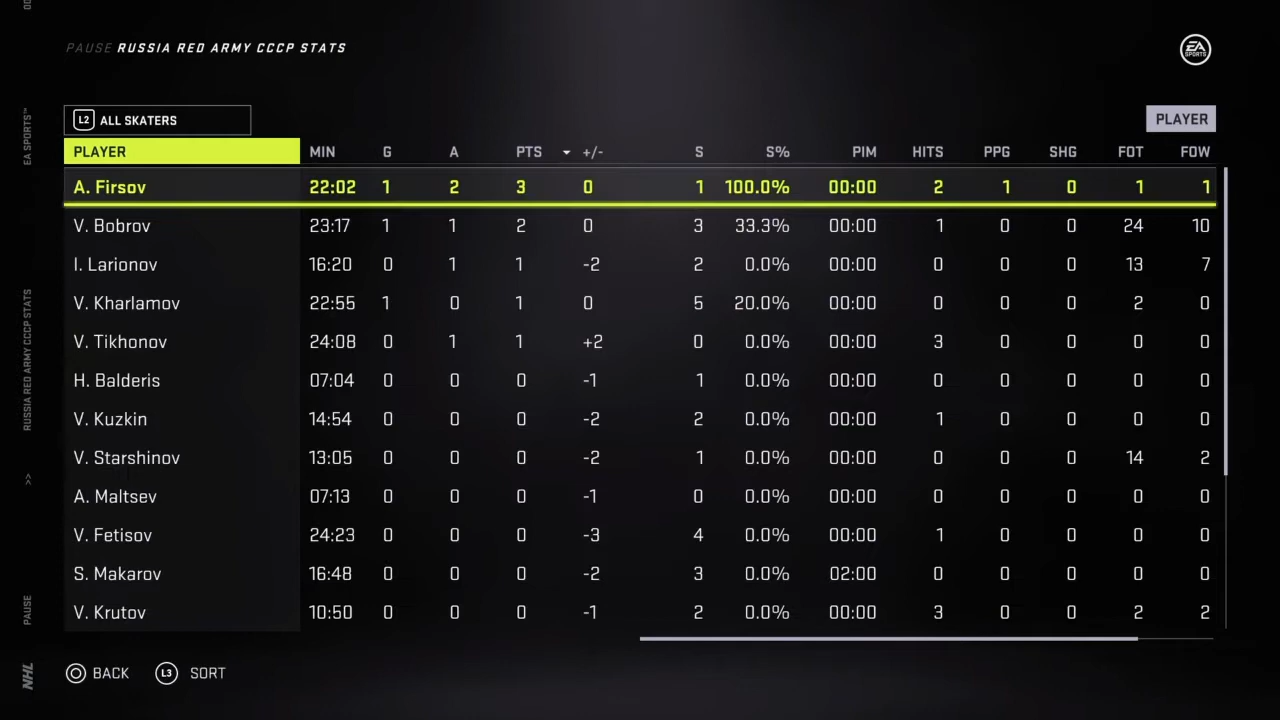 PAUSE RUSSIA RED ARMY CCCP STATS
EA SPORTS
L2 ALL SKATERS
PLAYER
PLAYER MIN G A PTS +/- S S% PIM HITS PPG SHG FOT FOW
A. Firsov 22:02 1 2 3 0 1 100.0% 00:00 2 1 0 1 1
V. Bobrov 23:17 1 1 2 0 3 33.3% 00:00 1 0 0 24 10
I. Larionov 16:20 0 1 1 -2 2 0.0% 00:00 0 0 0 13 7
V. Kharlamov 22:55 1 0 1 0 5 20.0% 00:00 0 0 0 2 0
V. Tikhonov 24:08 0 1 1 +2 0 0.0% 00:00 3 0 0 0 0
H. Balderis 07:04 0 0 0 -1 1 0.0% 00:00 0 0 0 0 0
V. Kuzkin 14:54 0 0 0 -2 2 0.0% 00:00 1 0 0 0 0
V. Starshinov 13:05 0 0 0 -2 1 0.0% 00:00 0 0 0 14 2
A. Maltsev 07:13 0 0 0 -1 0 0.0% 00:00 0 0 0 0 0
V. Fetisov 24:23 0 0 0 -3 4 0.0% 00:00 1 0 0 0 0
S. Makarov 16:48 0 0 0 -2 3 0.0% 02:00 0 0 0 0 0
V. Krutov 10:50 0 0 0 -1 2 0.0% 00:00 3 0 0 2 2
BACK L3 SORT
NHL
PAUSE
>>
RUSSIA RED ARMY CCCP STATS
EA SPORTS™